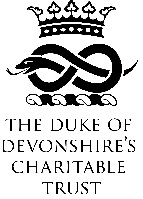 THE DUKE OF
DEVONSHIRE'S
CHARITABLE
TRUST